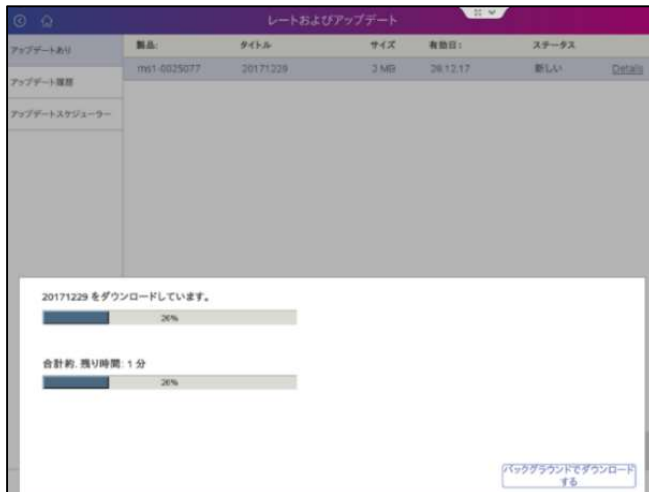 レートおよびアップデート
アップデートあり
製品: タイトル サイズ 有効日: ステータス
ms1-0025077 20171229 3 MB 28.12.17 新しい Details
アップデート履歴
アップデートスケジューラー
20171229 をダウンロードしています。
26%
合計約. 残り時間: 1 分
26%
バックグラウンドでダウンロード
する